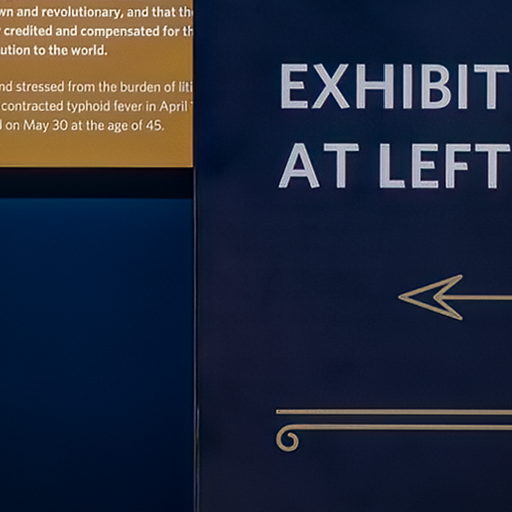 wn and revolutionary, and that th
credited and compensated for th
ution to the world.
nd stressed from the burden of liti
contracted typhoid fever in April
on May 30 at the age of 45.
EXHIBIT
AT LEFT